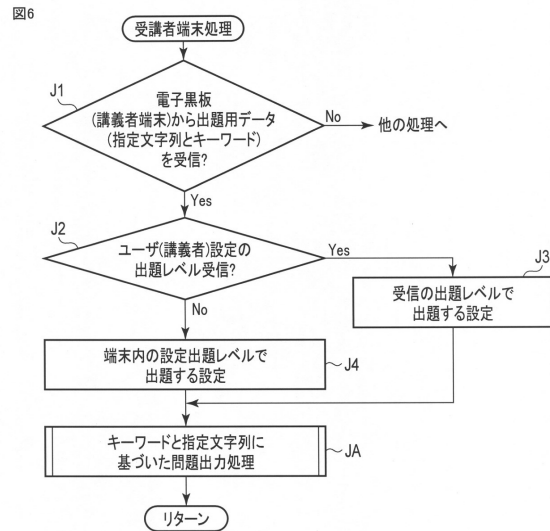 図6
受講者端末処理
J1
電子黒板
(講義者端末)から出題用データ
(指定文字列とキーワード)
を受信?
No
他の処理へ
Yes
J2
ユーザ(講義者)設定の
出題レベル受信?
Yes
J3
受信の出題レベルで
出題する設定
No
端末内の設定出題レベルで
出題する設定
J4
キーワードと指定文字列に
基づいた問題出力処理
JA
リターン